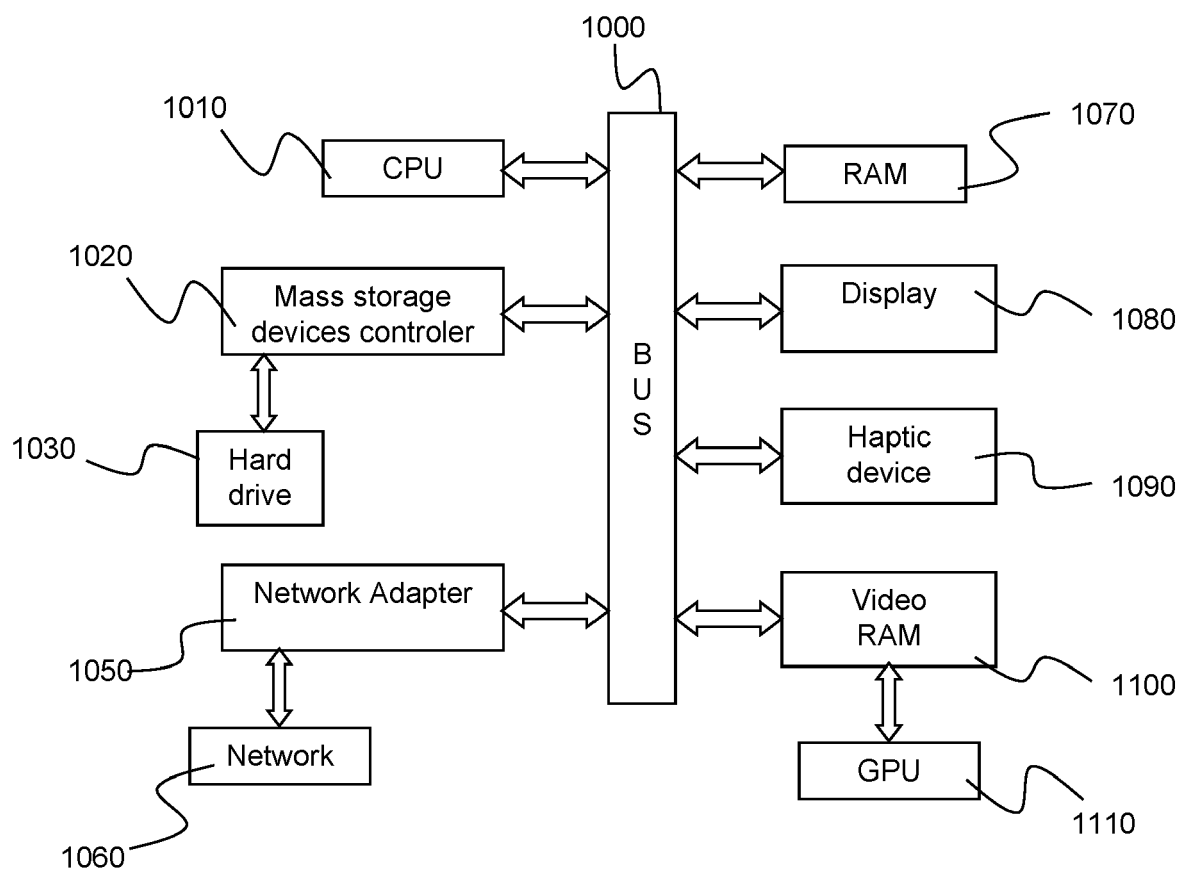 1000
1010
CPU
1070
RAM
1020
Mass storage
devices controler
Display
1080
B
U
S
1030
Hard
drive
Haptic
device
1090
Network Adapter
1050
Video
RAM
1100
Network
1060
GPU
1110